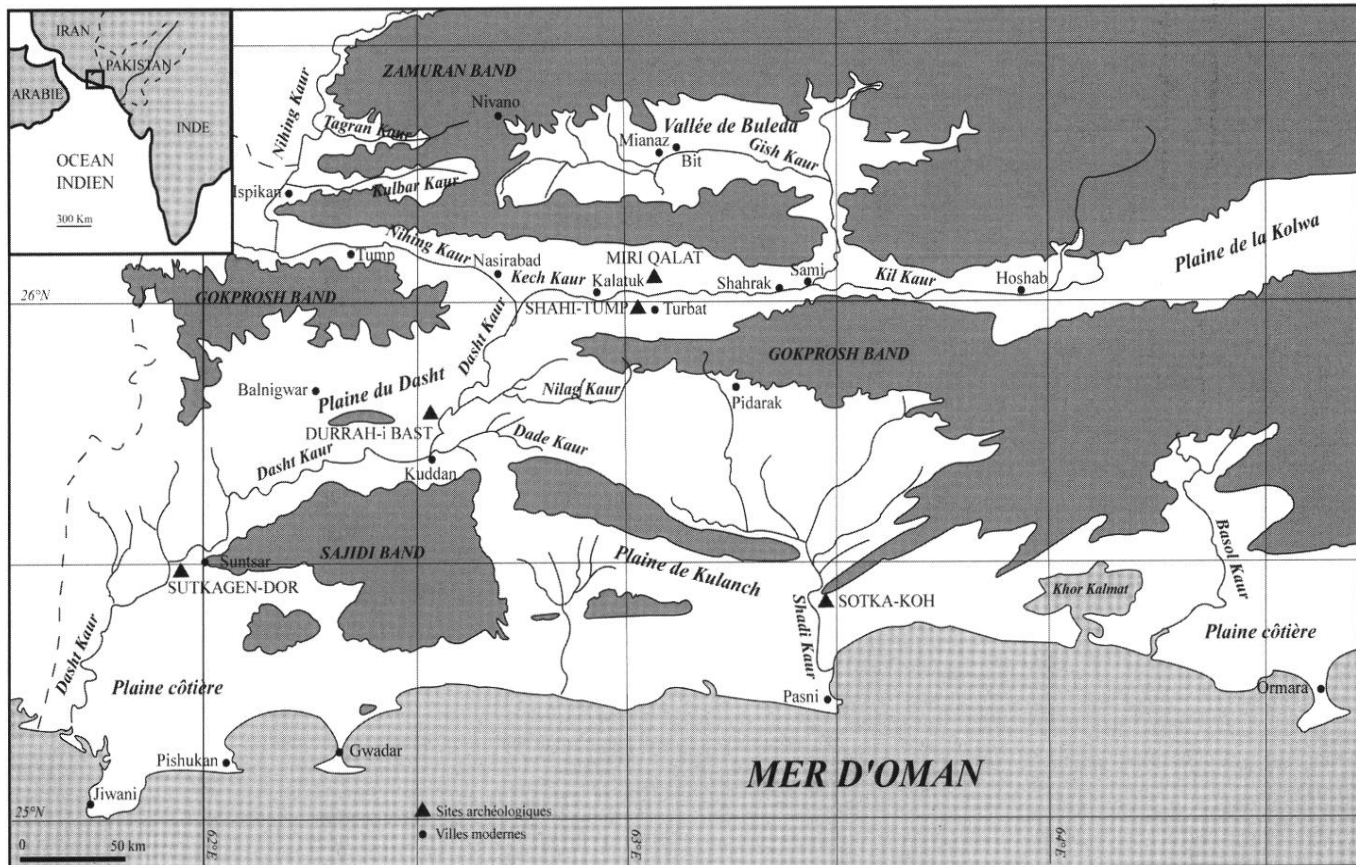 IRAN
PAKISTAN
ARABIE
INDE
OCEAN
INDIEN
300 Km
ZAMURAN BAND
Nihing Kaur
Nivano
Tagran Kaur
Vallée de Buleda
Mianaz
Bit
Gish Kaur
Ispikan
Kulbar Kaur
Plaine de la Kolwa
Nihing Kaur
Tump
Nasirabad
MIRI QALAT
Kech Kaur
Kalatuk
Shahrak
Sami
Kil Kaur
Hoshab
26°N
GOKPROSH BAND
SHAHI-TUMP
Turbat
Dasht Kaur
GOKPROSH BAND
Balnigwar
Plaine du Dasht
Nilag Kaur
Pidarak
DURRAH-i BAST
Dade Kaur
Dasht Kaur
Kuddan
SAJIDI BAND
Suntsar
Plaine de Kulanch
Basol Kaur
SUTKAGEN-DOR
SOTKA-KOH
Khor Kalmat
Shadi Kaur
Dasht Kaur
Plaine côtière
Plaine côtière
Pasni
Ormara
Pishukan
Gwadar
MER D'OMAN
Jiwani
25°N
Sites archéologiques
Villes modernes
0 50 km
62°E
63°E
64°E